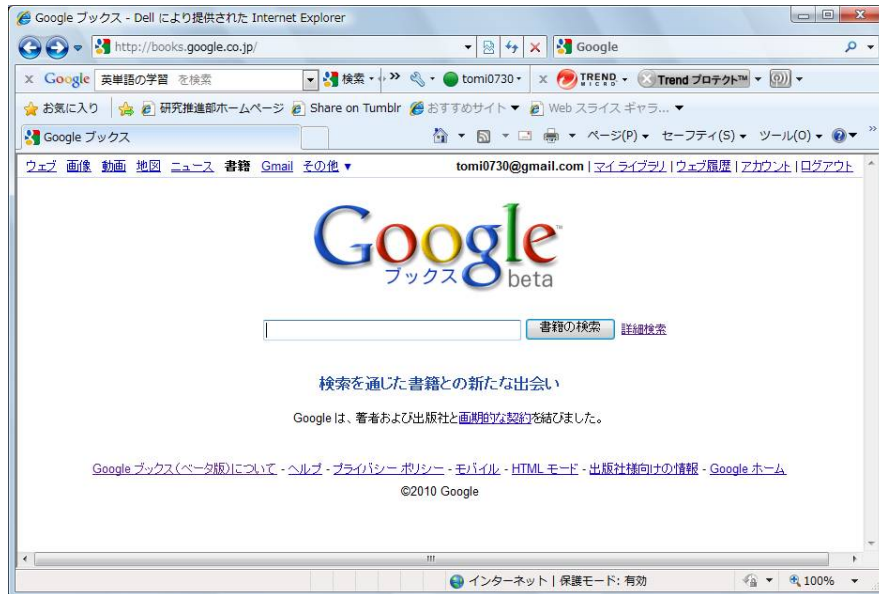 Google ブックス - Dell により提供された Internet Explorer
http://books.google.co.jp/ Google
Google 英単語の学習 を検索 検索 tomi0730 TREND MICRO Trend プロテクト™
お気に入り 研究推進部ホームページ Share on Tumblr おすすめサイト Web スライス ギャラ...
Google ブックス ページ(P) セーフティ(S) ツール(O)
ウェブ 画像 動画 地図 ニュース 書籍 Gmail その他 ▼ tomi0730@gmail.com | マイ ライブラリ | ウェブ履歴 | アカウント | ログアウト
Google™
ブックス beta
書籍の検索 詳細検索
検索を通じた書籍との新たな出会い
Google は、著者および出版社と画期的な契約を結びました。
Google ブックス(ベータ版)について - ヘルプ - プライバシー ポリシー - モバイル - HTML モード - 出版社様向けの情報 - Google ホーム
©2010 Google
インターネット | 保護モード: 有効 100%